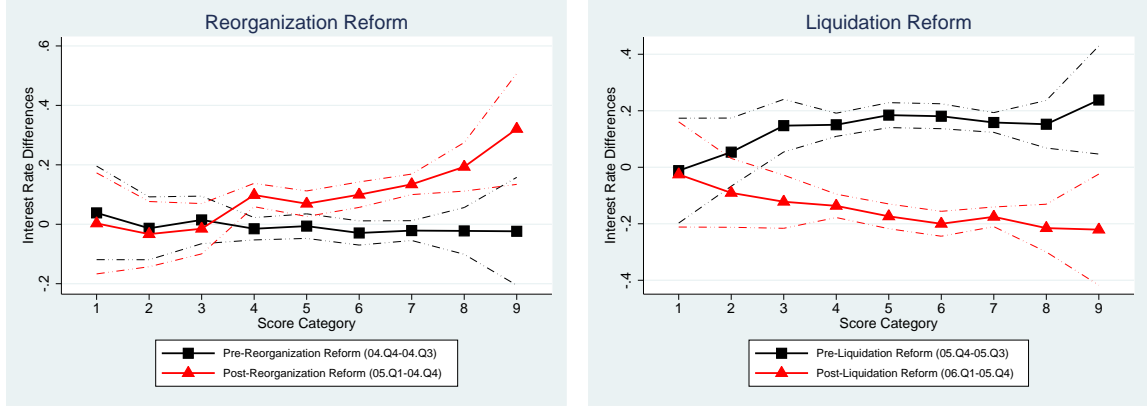 Reorganization Reform
Interest Rate Differences
.6
.4
.2
0
-.2
1 2 3 4 5 6 7 8 9
Score Category
Pre-Reorganization Reform (04.Q4-04.Q3)
Post-Reorganization Reform (05.Q1-04.Q4)
Liquidation Reform
Interest Rate Differences
.4
.2
0
-.2
-.4
1 2 3 4 5 6 7 8 9
Score Category
Pre-Liquidation Reform (05.Q4-05.Q3)
Post-Liquidation Reform (06.Q1-05.Q4)